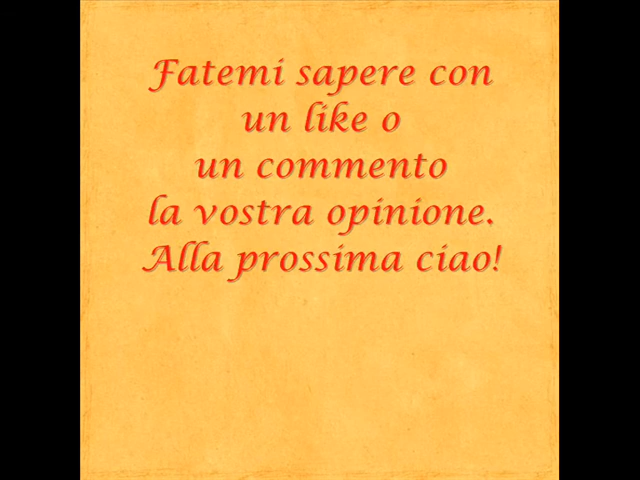 Fatemi sapere con
un like o
un commento
la vostra opinione.
Alla prossima ciao!